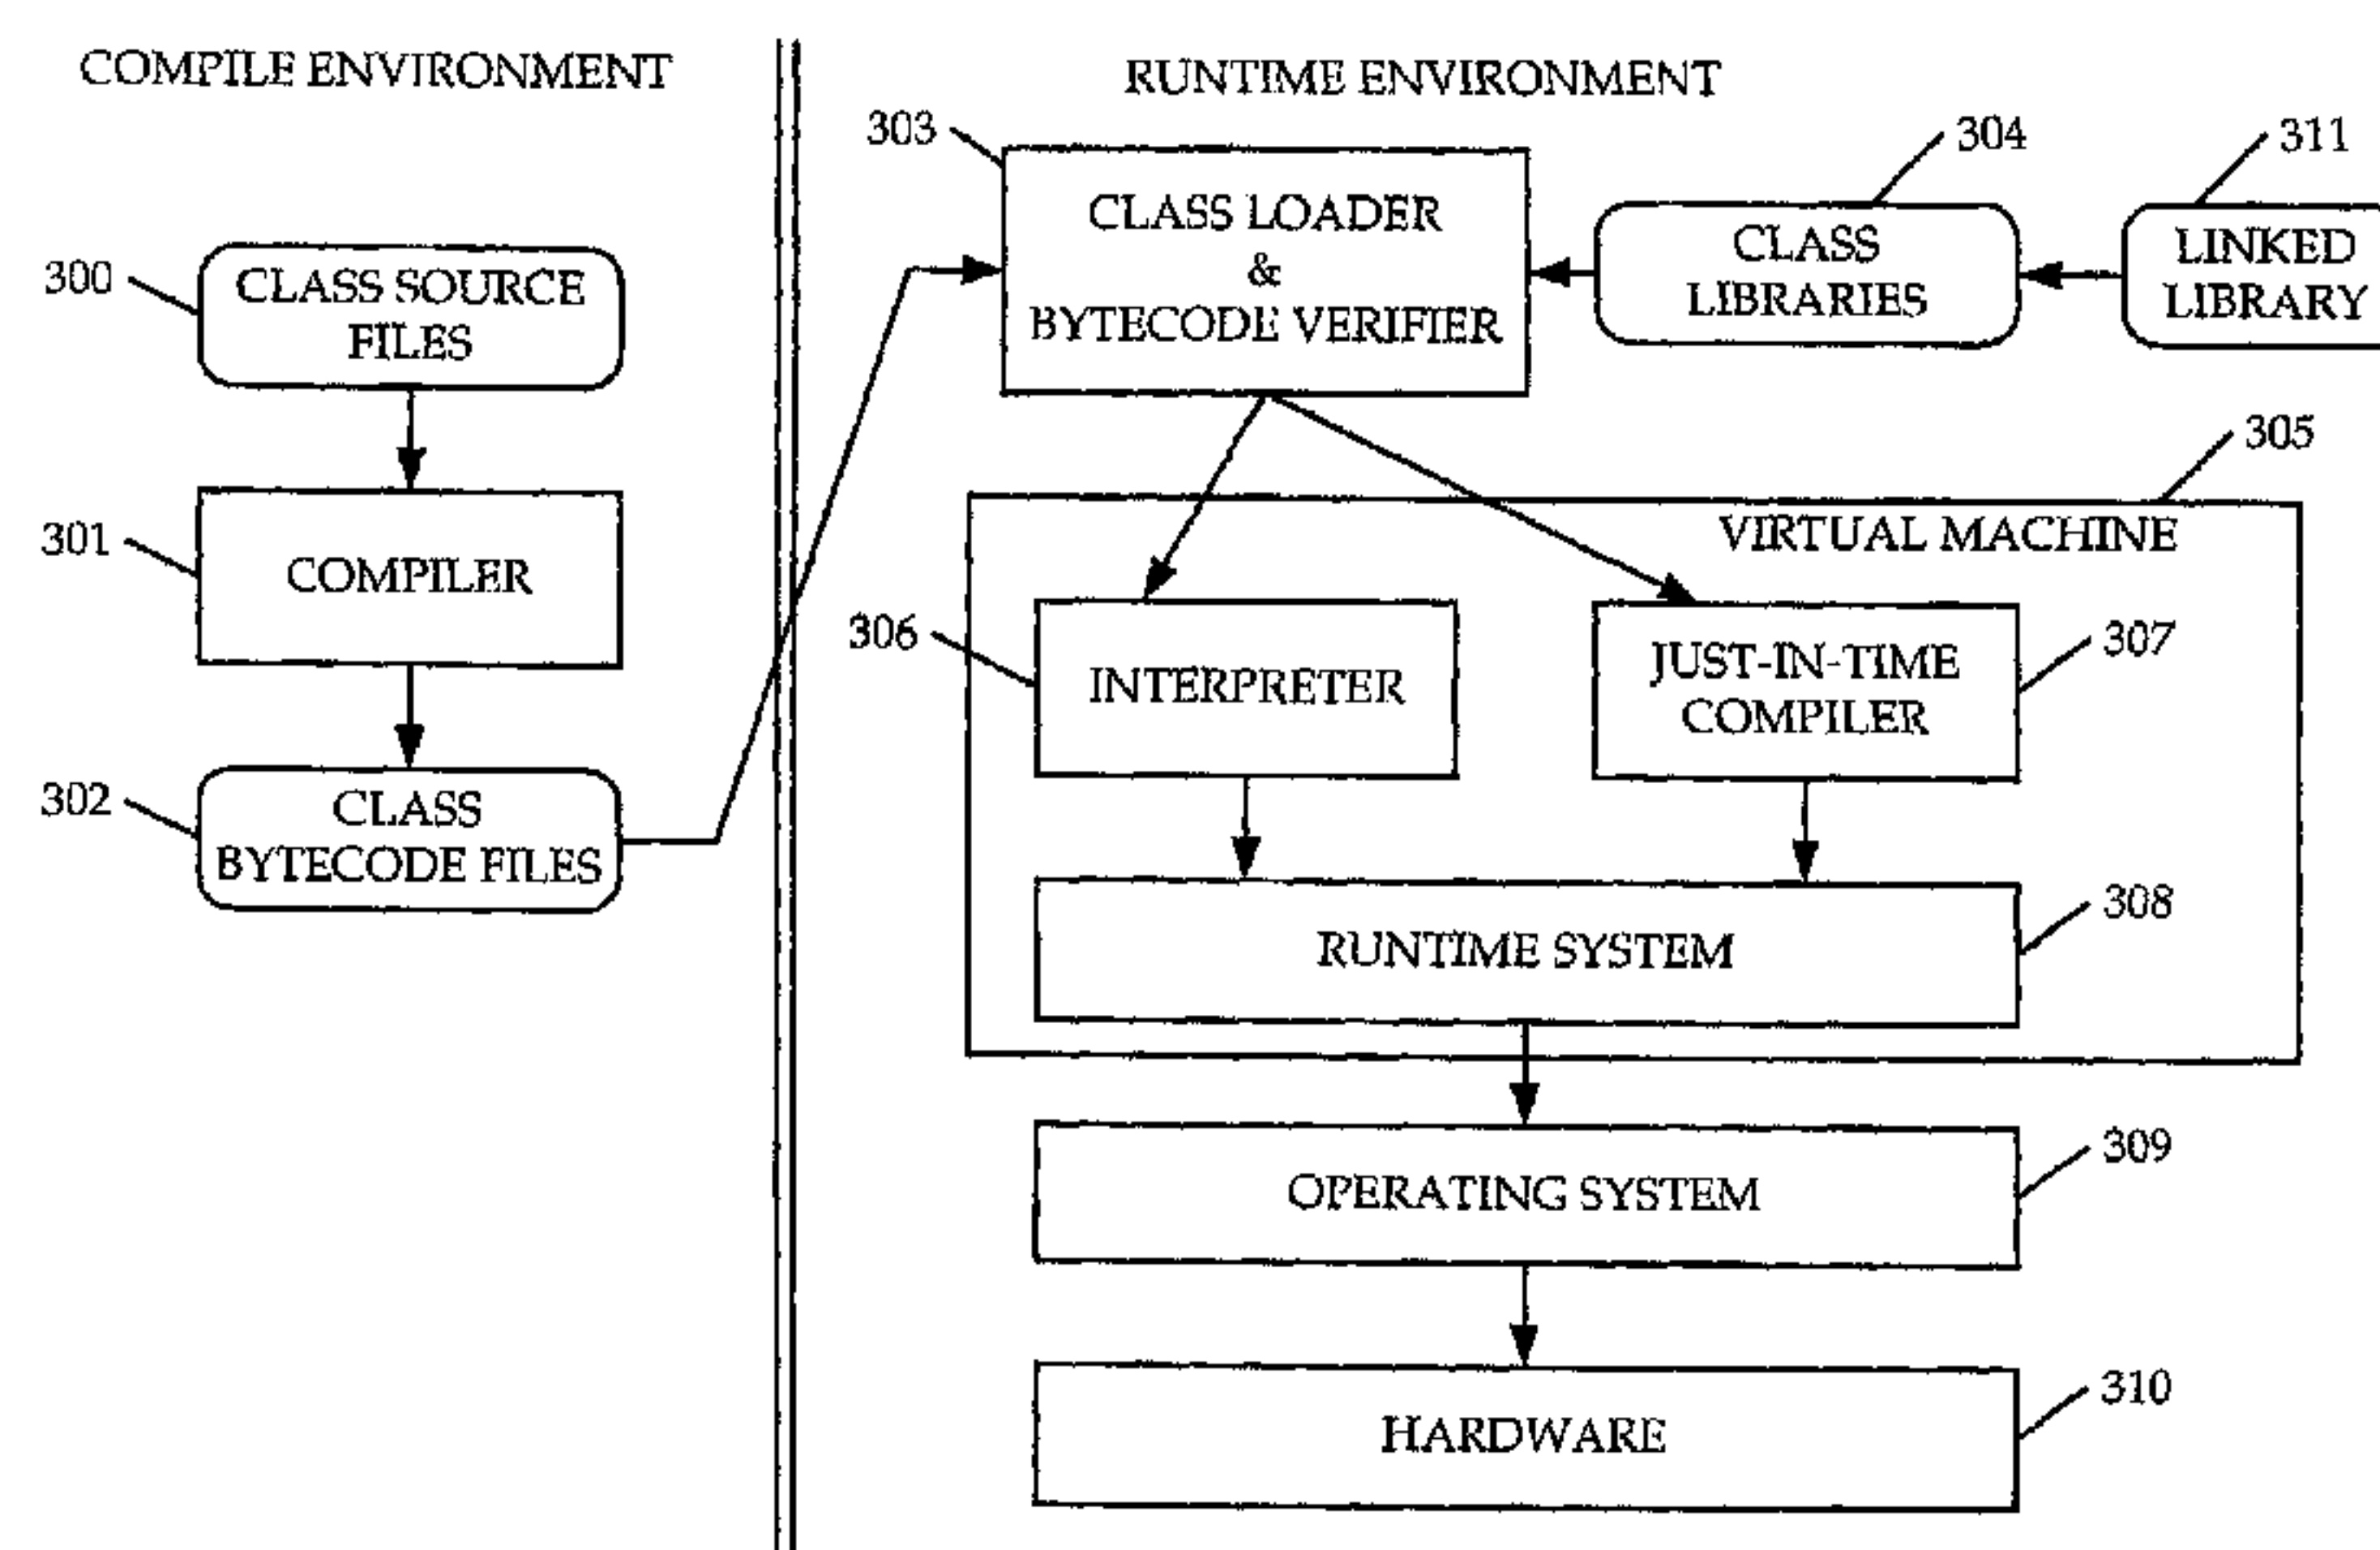 COMPILE ENVIRONMENT
300
CLASS SOURCE
FILES
301
COMPILER
302
CLASS
BYTECODE FILES
RUNTIME ENVIRONMENT
303
CLASS LOADER
&
BYTECODE VERIFIER
304
CLASS
LIBRARIES
311
LINKED
LIBRARY
305
VIRTUAL MACHINE
306
INTERPRETER
307
JUST-IN-TIME
COMPILER
308
RUNTIME SYSTEM
309
OPERATING SYSTEM
310
HARDWARE